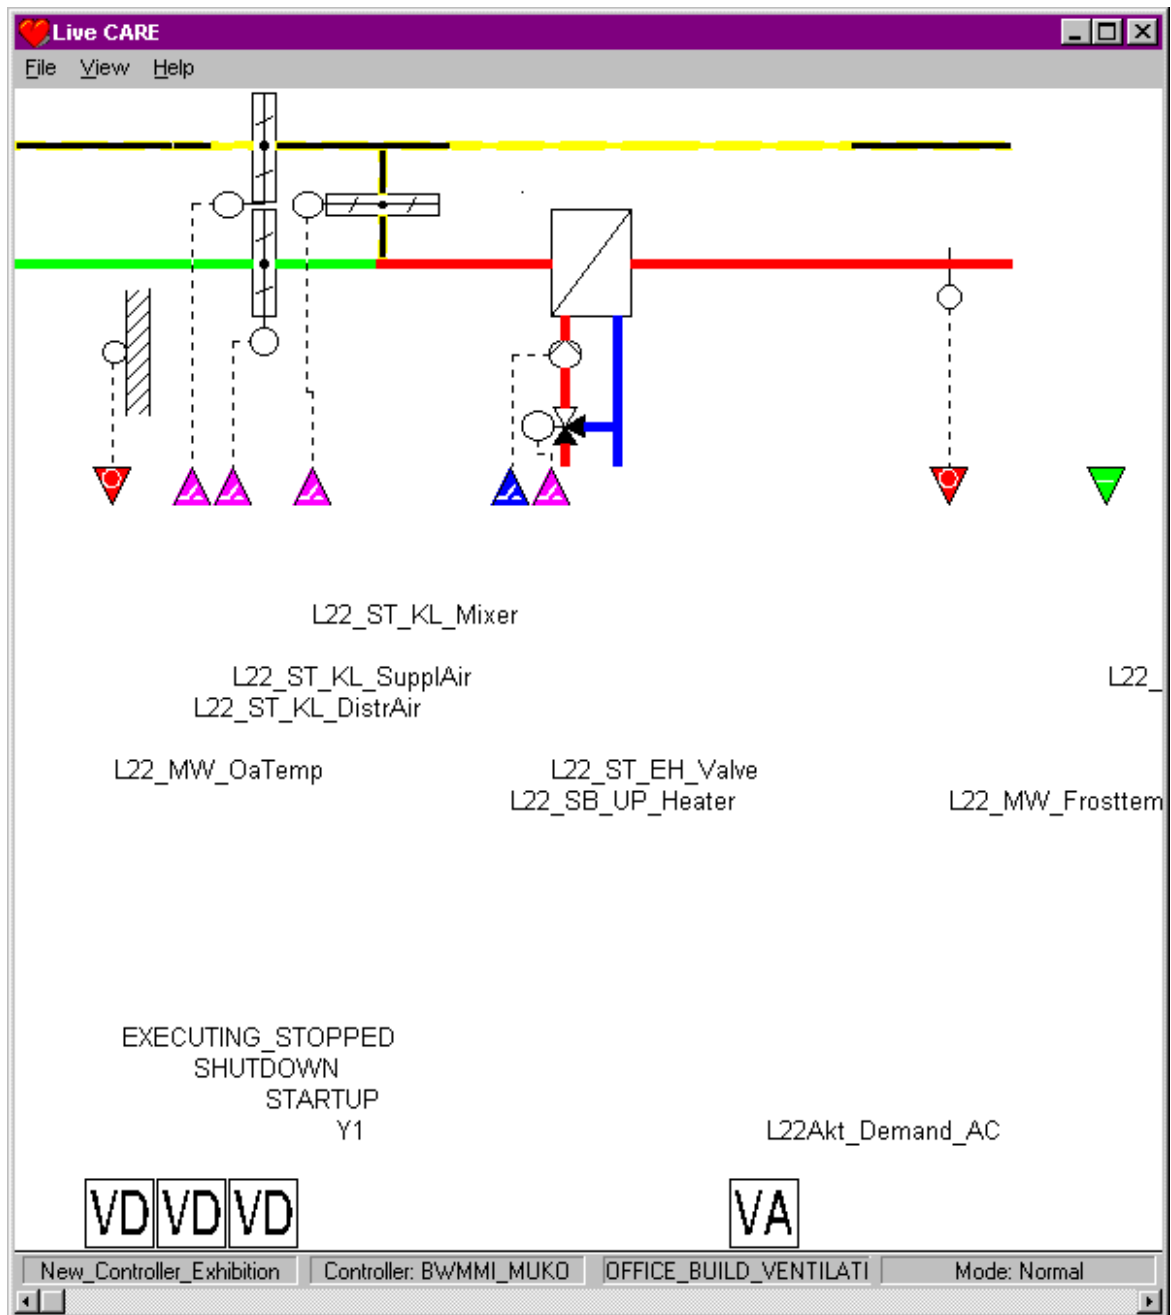 Live CARE
File View Help
L22_ST_KL_Mixer
L22_ST_KL_SupplAir
L22_
L22_ST_KL_DistrAir
L22_MW_OaTemp
L22_ST_EH_Valve
L22_SB_UP_Heater
L22_MW_Frosttem
EXECUTING_STOPPED
SHUTDOWN
STARTUP
Y1
L22Akt_Demand_AC
VD VD VD VA
New_Controller_Exhibition
Controller: BWMMI_MUKO
OFFICE_BUILD_VENTILATI
Mode: Normal